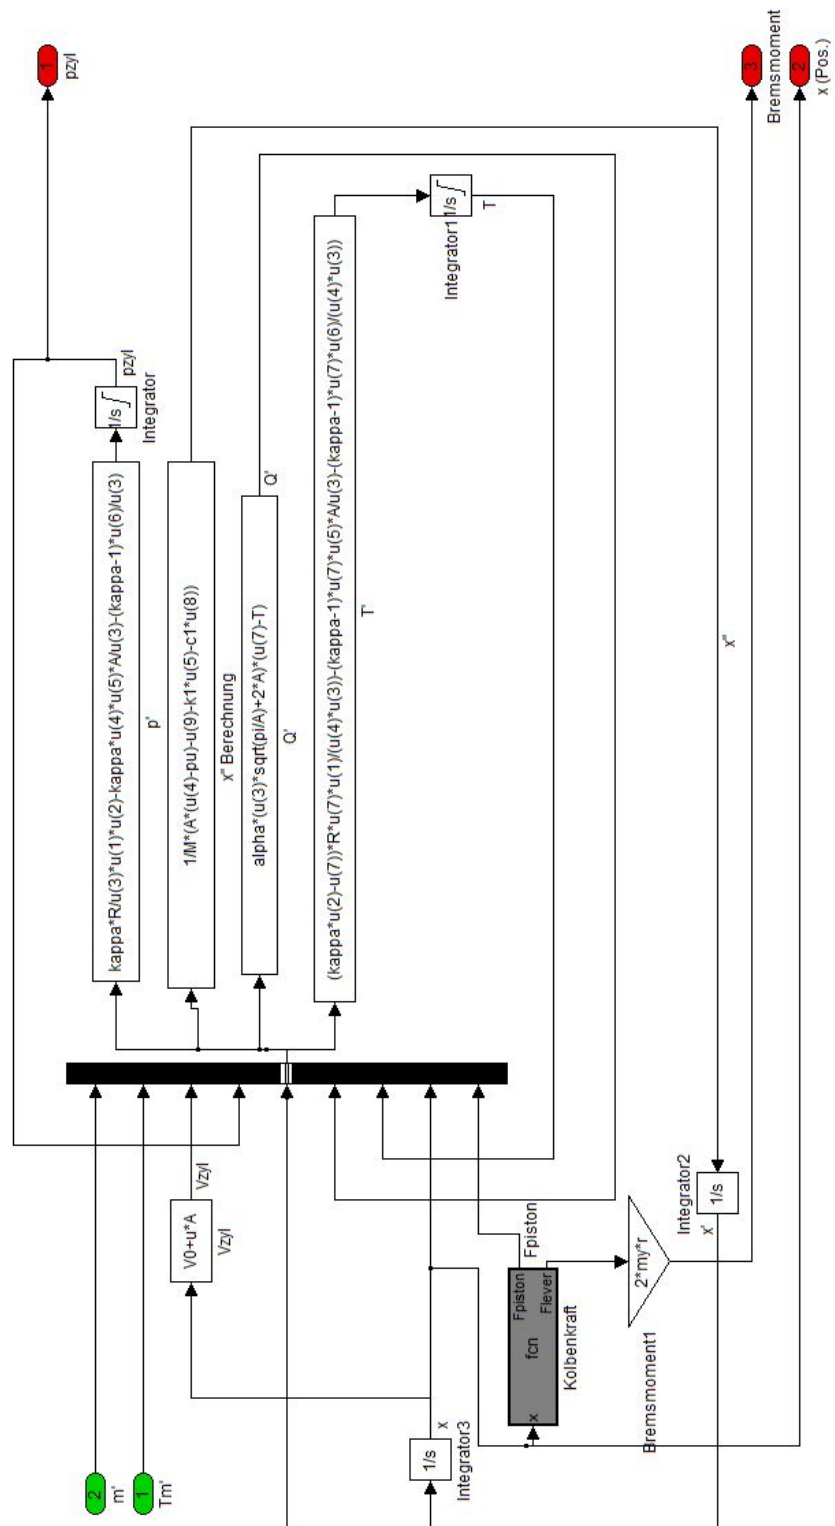 1
pzyl
2
m'
kappa*R/u(3)*u(1)*u(2)-kappa*u(4)*u(5)*A/u(3)-(kappa-1)*u(6)/u(3)
p'
1/s
pzyl
Integrator
1
Tm'
V0+u*A
Vzyl
Vzyl
1/M*(A*(u(4)-pu)-u(9)-k1*u(5)-c1*u(8))
x'' Berechnung
alpha*(u(3)*sqrt(pi/A)+2*A)*(u(7)-T)
Q'
Q'
(kappa*u(2)-u(7))*R*u(7)*u(1)/(u(4)*u(3))-(kappa-1)*u(7)*u(5)*A/u(3)-(kappa-1)*u(7)*u(6)/(u(4)*u(3))
T'
Integrator1
1/s
T
1/s
x
Integrator3
x
fcn
Fpiston
Flever
Fpiston
Kolbenkraft
2*my*r
Bremsmoment1
Integrator2
1/s
x'
x''
3
Bremsmoment
2
x (Pos.)